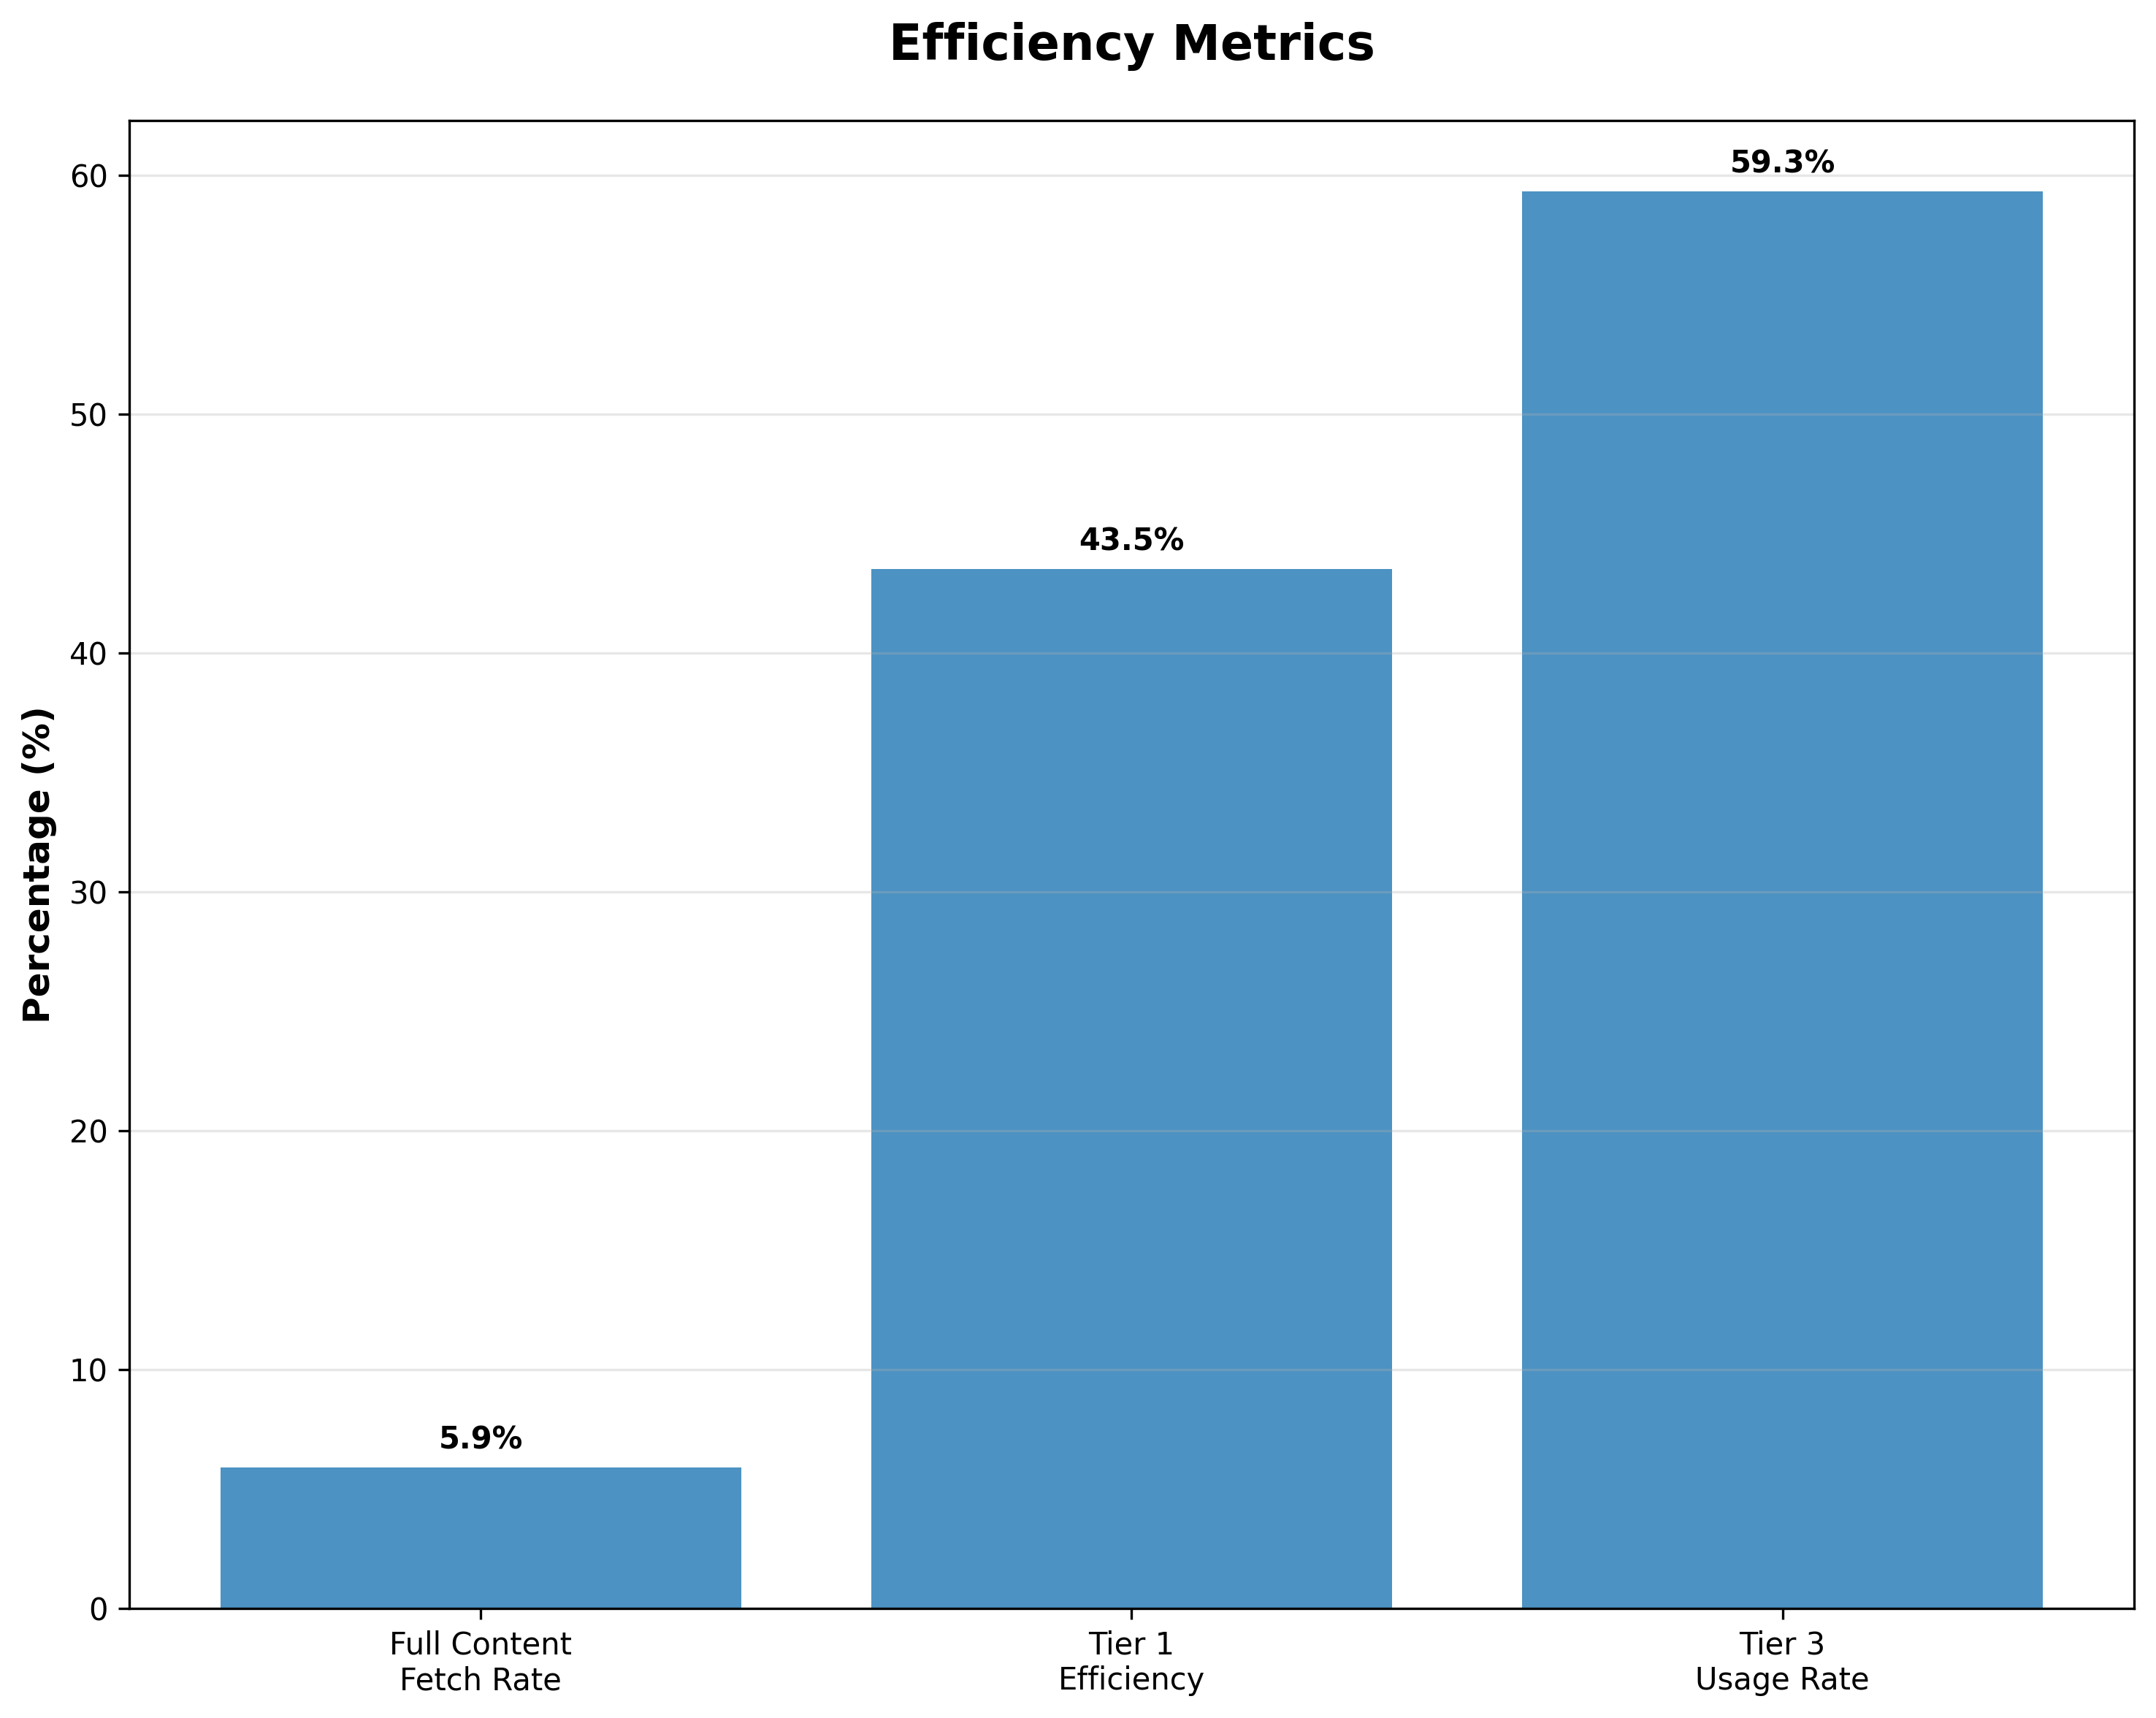 Efficiency Metrics
Percentage (%)
60
50
40
30
20
10
0
5.9%
43.5%
59.3%
Full Content
Fetch Rate
Tier 1
Efficiency
Tier 3
Usage Rate